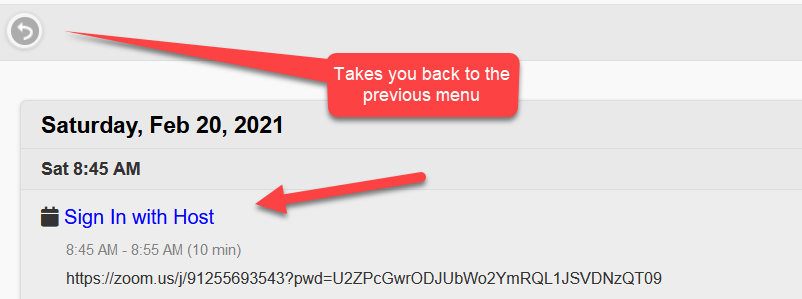 Takes you back to the
previous menu
Saturday, Feb 20, 2021
Sat 8:45 AM
Sign In with Host
8:45 AM - 8:55 AM (10 min)
https://zoom.us/j/91255693543?pwd=U2ZPcGwrODJUbWo2YmRQL1JSVDNzQT09